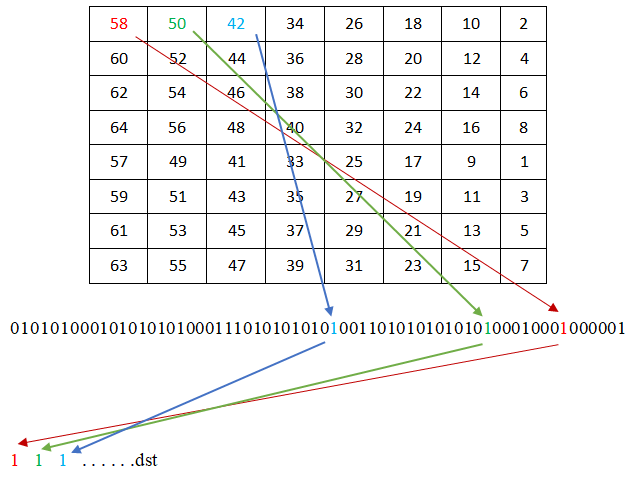 58 50 42 34 26 18 10 2
60 52 44 36 28 20 12 4
62 54 46 38 30 22 14 6
64 56 48 40 32 24 16 8
57 49 41 33 25 17 9 1
59 51 43 35 27 19 11 3
61 53 45 37 29 21 13 5
63 55 47 39 31 23 15 7
0101010001010101010001110101010101001101010101010100010001000001
1 1 1 . . . . . .dst